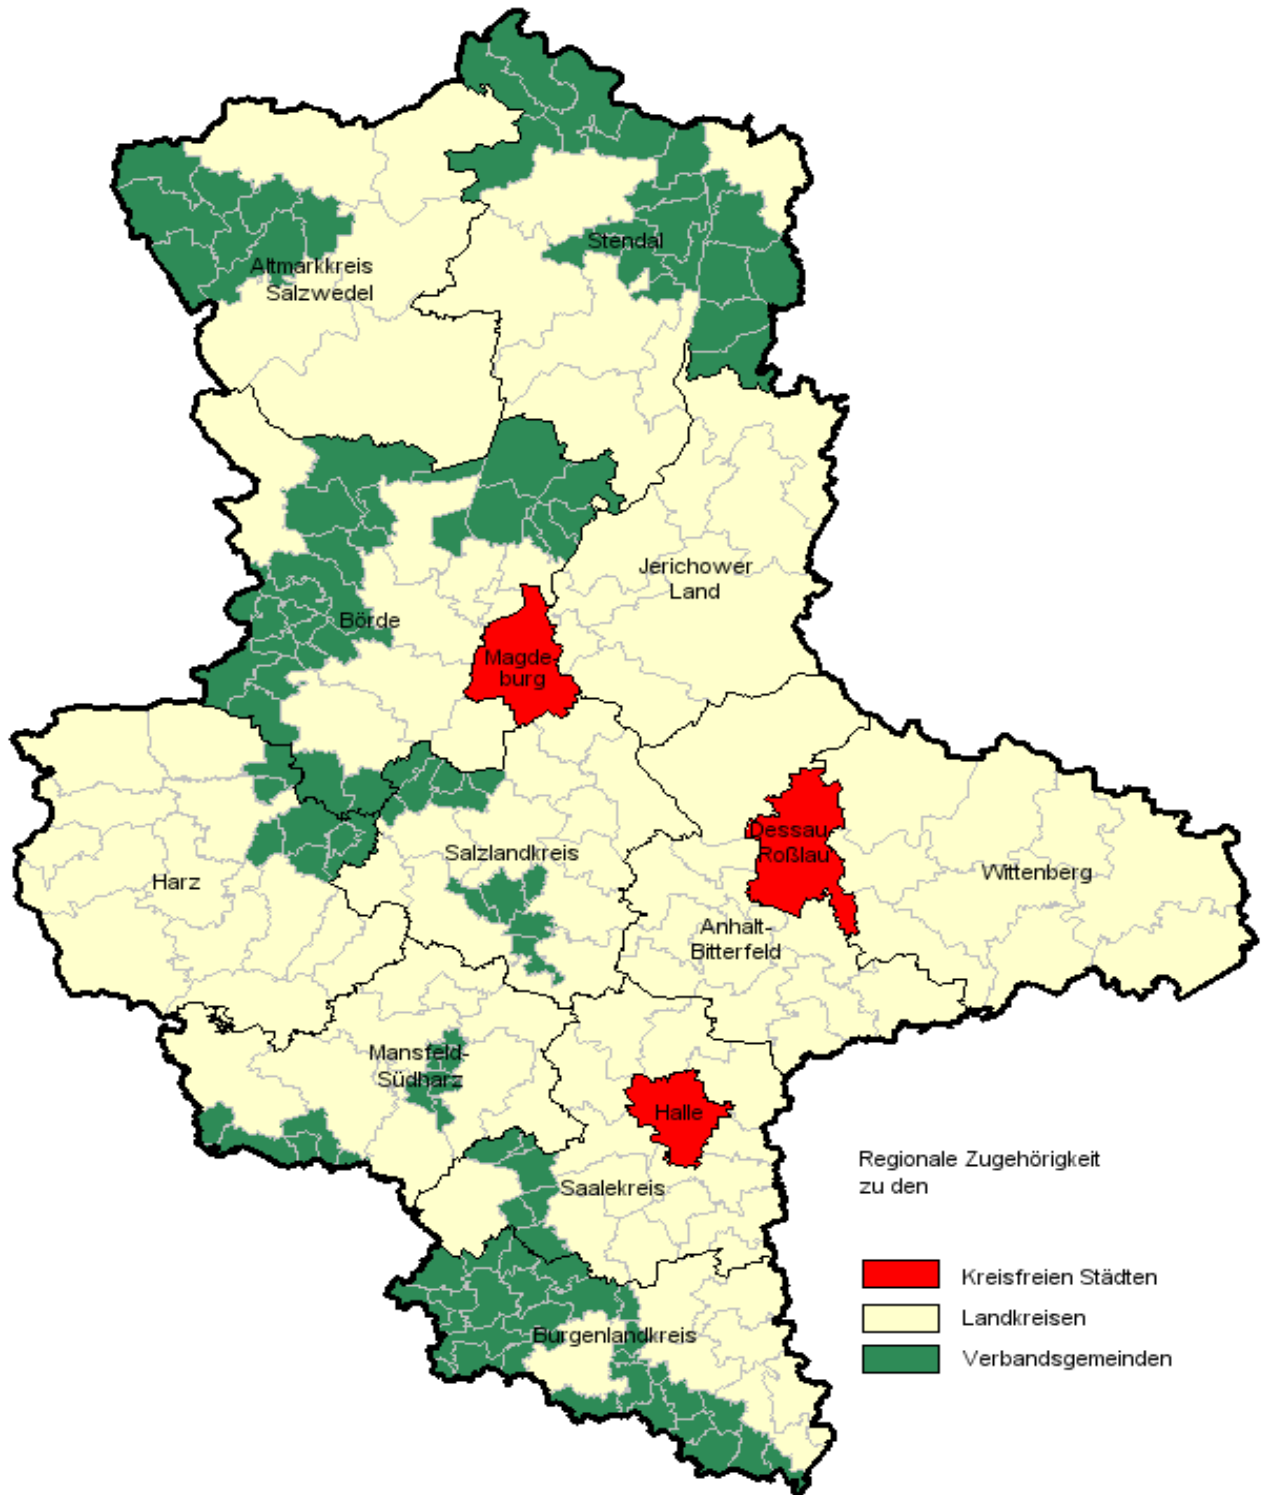 Stendal
Altmarkkreis
Salzwedel
Jerichower
Land
Börde
Magde
burg
Dessau
Roßlau
Salzlandkreis
Wittenberg
Harz
Anhalt-
Bitterfeld
Mansfeld-
Südharz
Halle
Saalekreis
Burgenlandkreis
Regionale Zugehörigkeit
zu den
Kreisfreien Städten
Landkreisen
Verbandsgemeinden